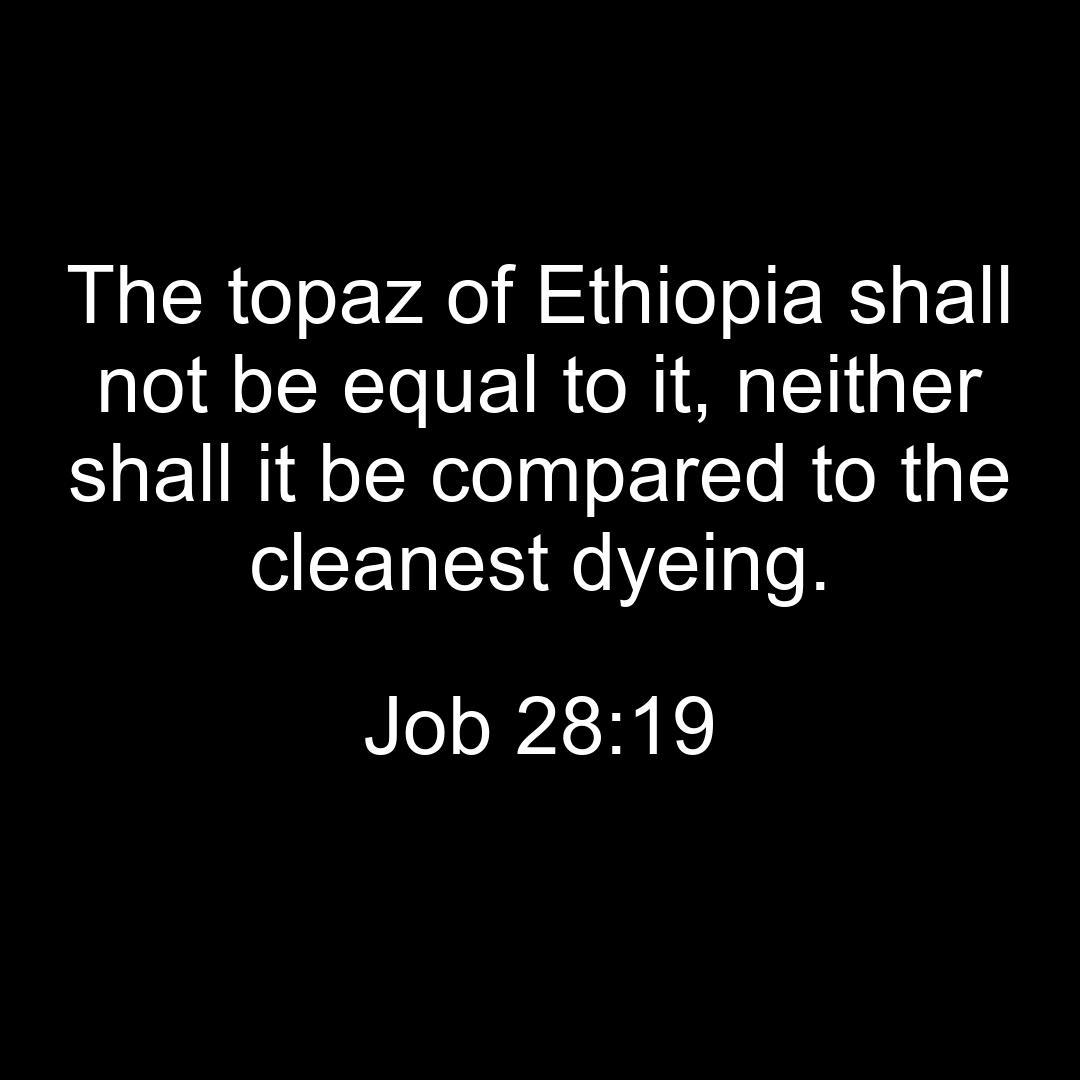 The topaz of Ethiopia shall
not be equal to it, neither
shall it be compared to the
cleanest dyeing.
Job 28:19